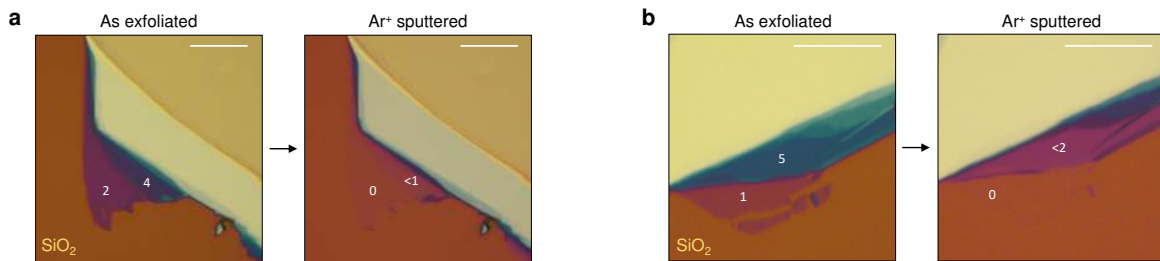 a
As exfoliated
Ar⁺ sputtered
2
4
SiO₂
0
<1
b
As exfoliated
Ar⁺ sputtered
5
1
SiO₂
<2
0